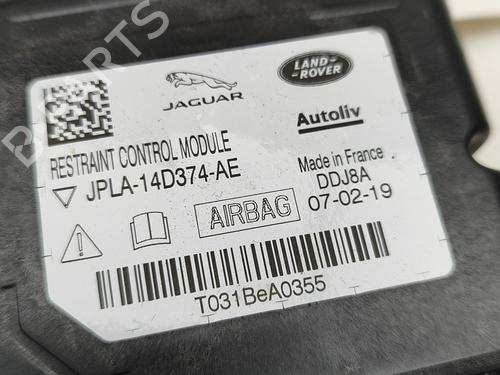 JAGUAR
LAND
ROVER
Autoliv
RESTRAINT CONTROL MODULE
JPLA-14D374-AE
Made in France
DDJ8A
07-02-19
AIRBAG
T031BeA0355